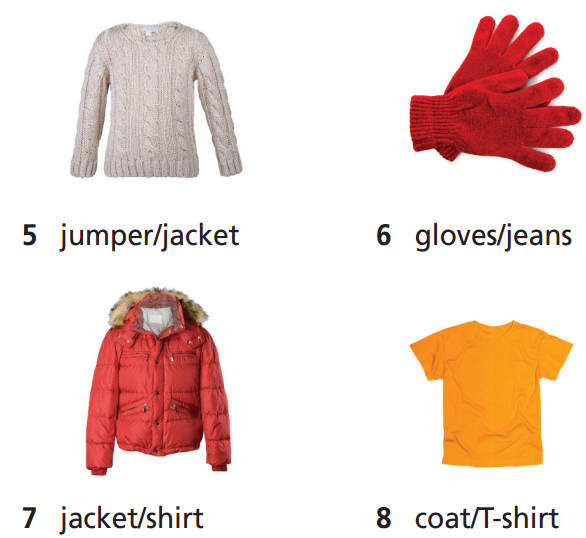 5 jumper/jacket
6 gloves/jeans
7 jacket/shirt
8 coat/T-shirt